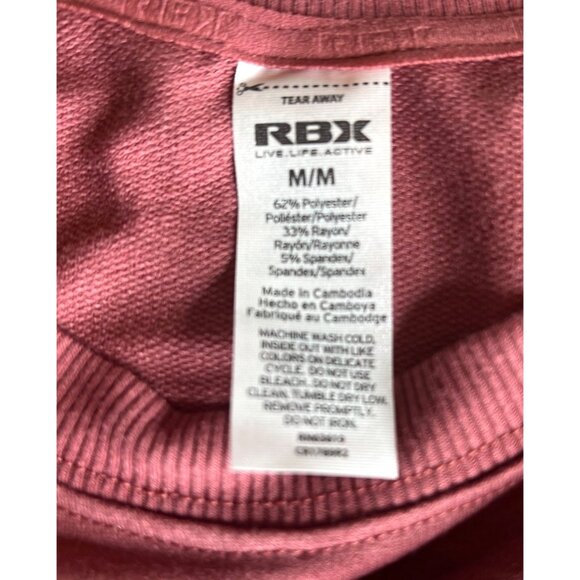 RBX
TEAR AWAY
RBX
LIVE.LIFE.ACTIVE
M/M
62% Polyester/
Poliéster/Polyester
33% Rayon/
Rayón/Rayonne
5% Spandex/
Spandex/Spandex
Made in Cambodia
Hecho en Camboya
Fabriqué au Cambodge
MACHINE WASH COLD,
INSIDE OUT WITH LIKE
COLORS ON DELICATE
CYCLE. DO NOT USE
BLEACH. DO NOT DRY
CLEAN. TUMBLE DRY LOW.
REMOVE PROMPTLY.
DO NOT IRON.